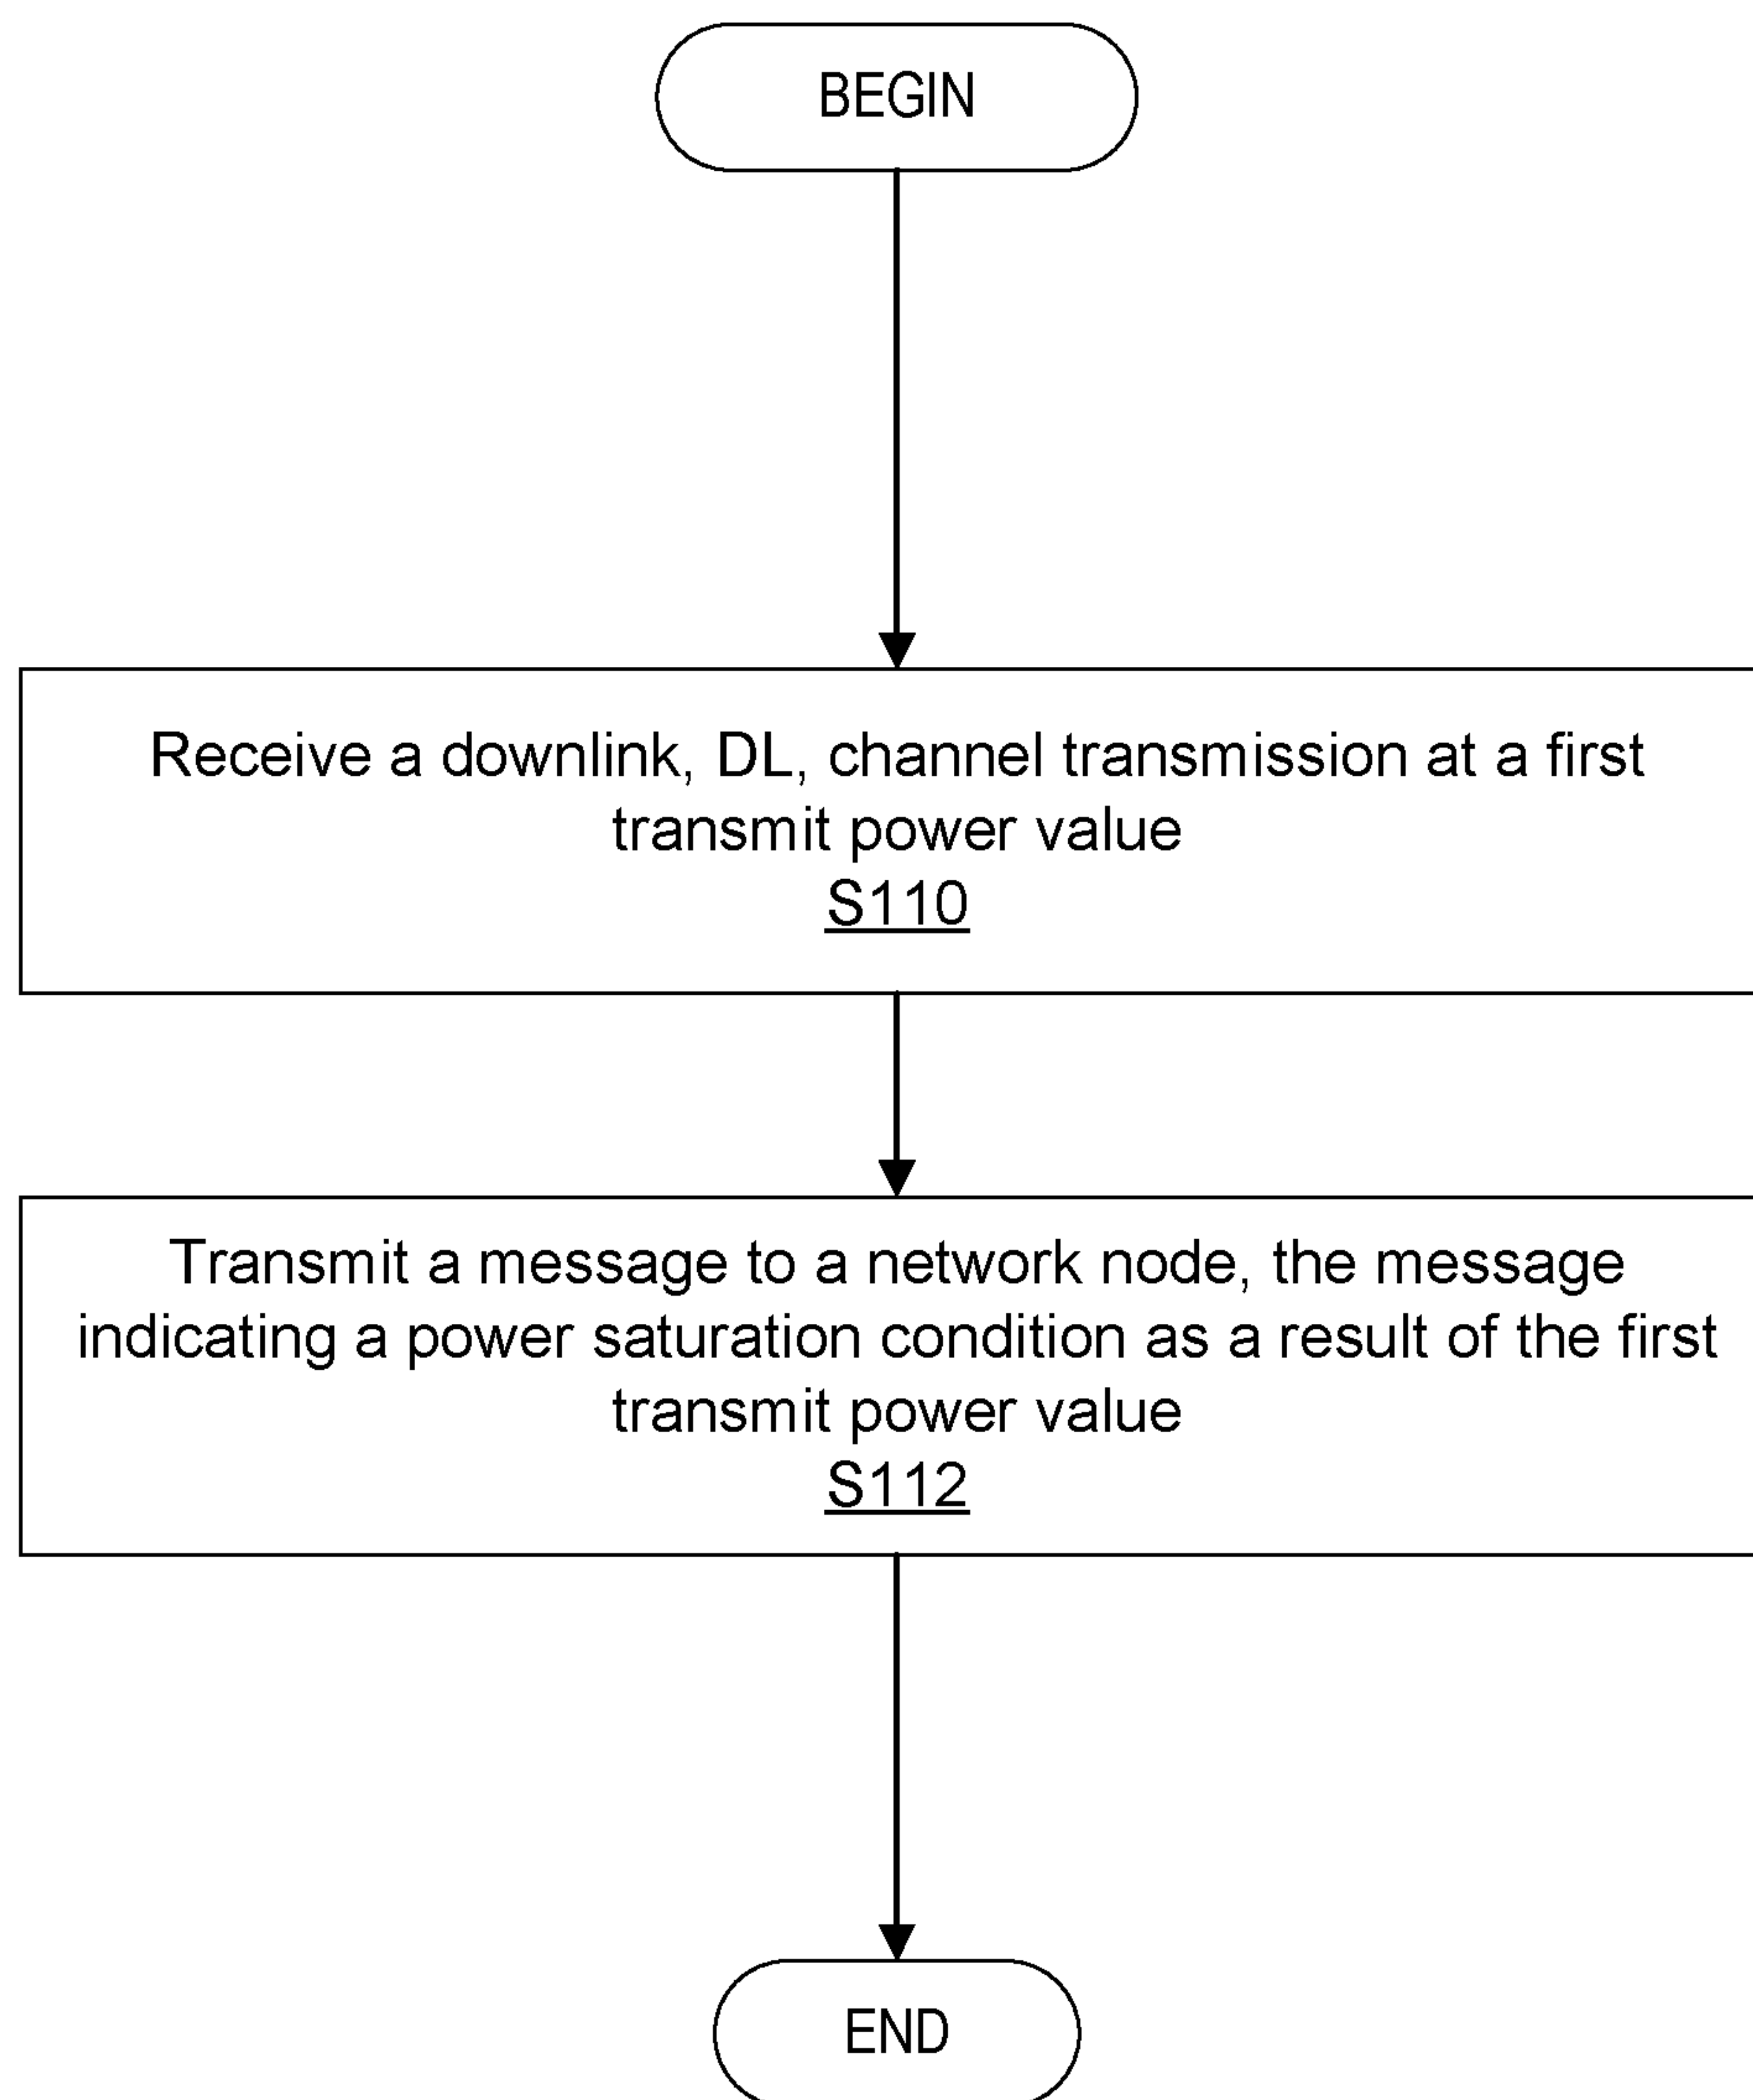 BEGIN
Receive a downlink, DL, channel transmission at a first
transmit power value
S110
Transmit a message to a network node, the message
indicating a power saturation condition as a result of the first
transmit power value
S112
END